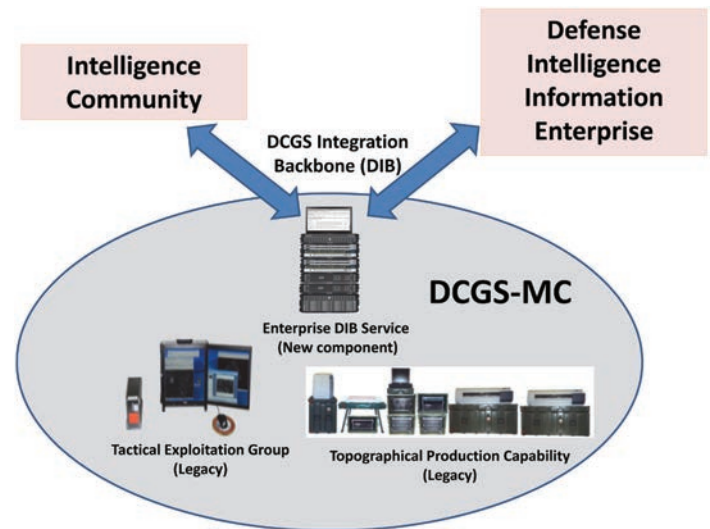 Intelligence
Community
Defense
Intelligence
Information
Enterprise
DCGS Integration
Backbone (DIB)
DCGS-MC
Enterprise DIB Service
(New component)
Tactical Exploitation Group
(Legacy)
Topographical Production Capability
(Legacy)